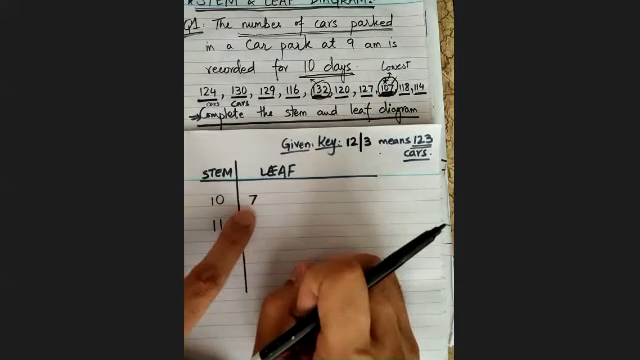 STEM & LEAF DIAGRAM:
Q1: The number of cars parked
in a Car park at 9 am is
recorded for 10 days.
Lowest
124, 130, 129, 116, 132, 120, 127, 107, 118, 114
cars cars
Complete the stem and leaf diagram
Given Key: 12|3 means 123
cars.
STEM LEAF
10 7
11